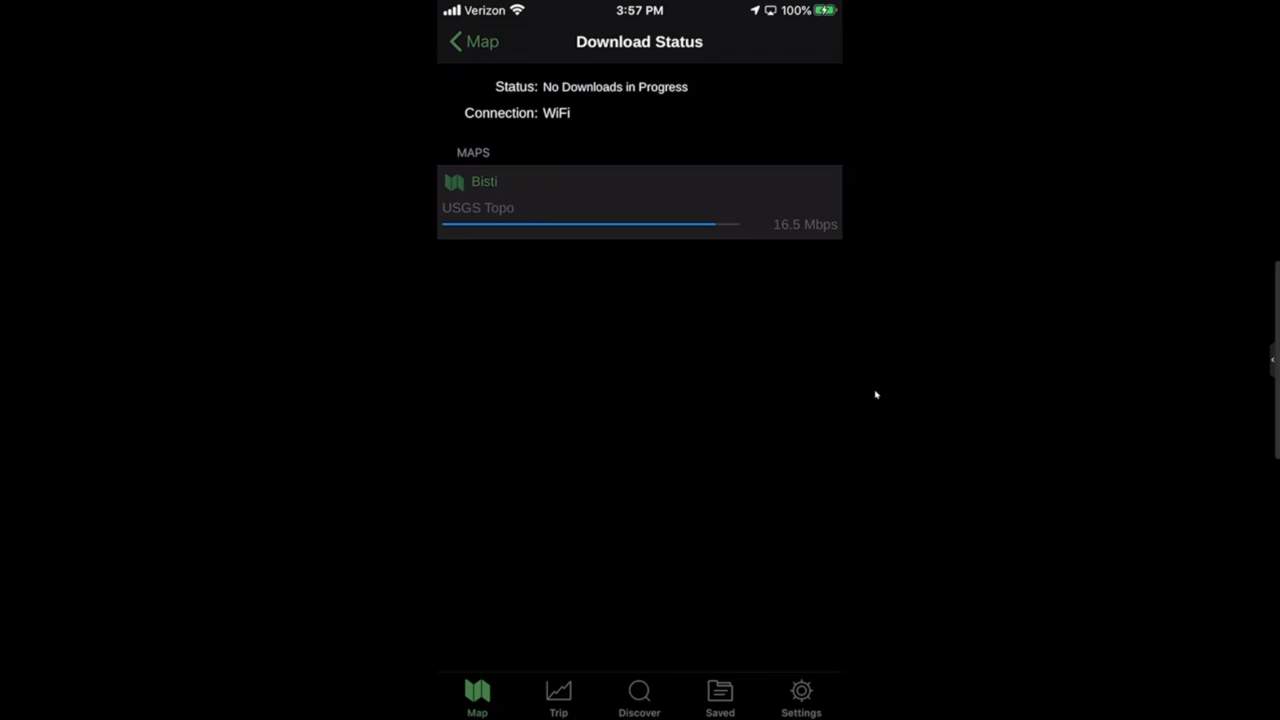 Verizon 3:57 PM 100%
Map Download Status
Status: No Downloads in Progress
Connection: WiFi
MAPS
Bisti
USGS Topo
16.5 Mbps
Map Trip Discover Saved Settings